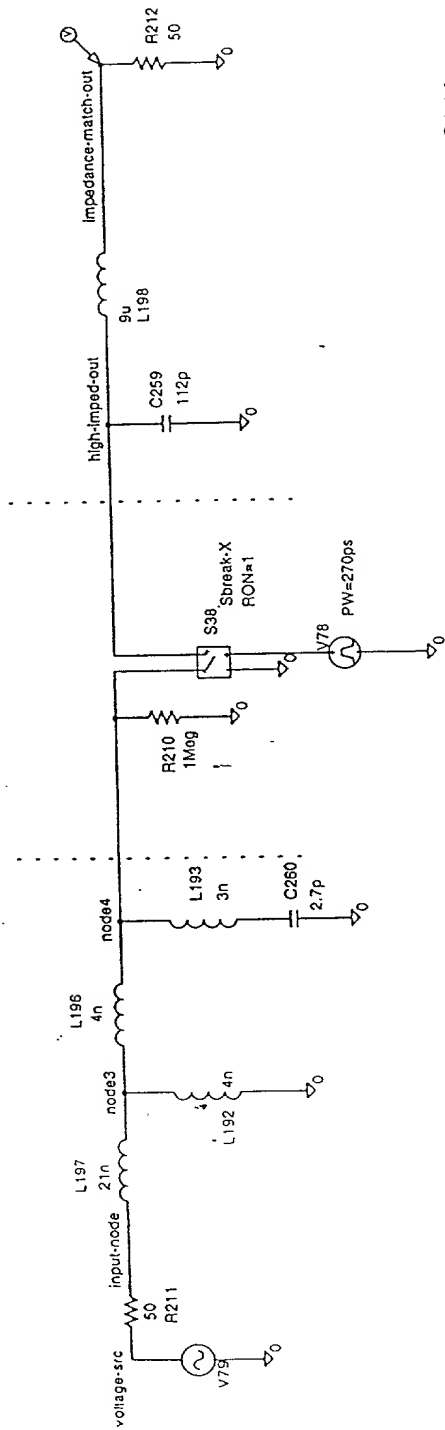 voltage-src
V79
0
50
R211
input-node
L197
21n
node3
4n
L192
0
L196
4n
node4
L193
3n
C260
2.7p
0
R210
1Meg
0
S38
Sbreak-X
RON=1
0
V78
PW=270ps
0
high-imped-out
C259
112p
0
9u
L198
impedance-match-out
V
R212
50
0